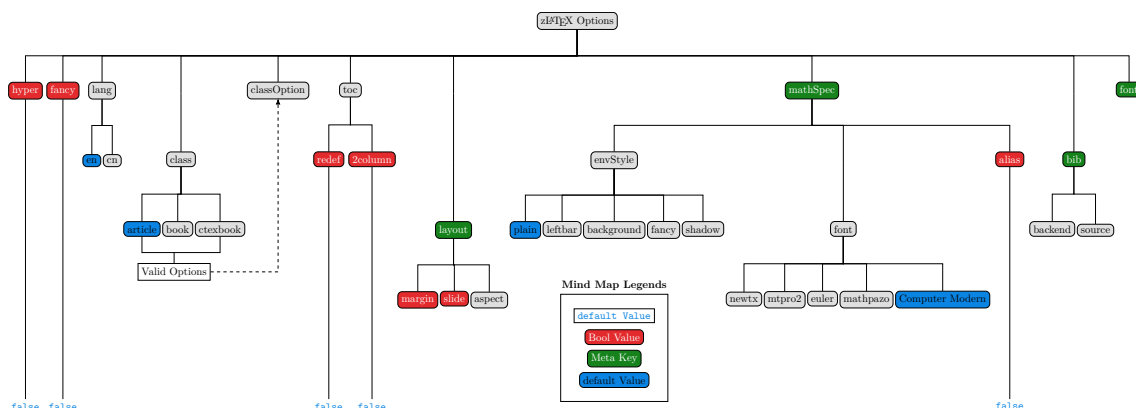 zLATEX Options
hyper
fancy
lang
classOption
toc
mathSpec
font
en
cn
class
redef
2column
envStyle
alias
bib
article
book
ctexbook
layout
plain
leftbar
background
fancy
shadow
font
backend
source
Valid Options
margin
slide
aspect
newtx
mtpro2
euler
mathpazo
Computer Modern
Mind Map Legends
default Value
Bool Value
Meta Key
default Value
false
false
false
false
false